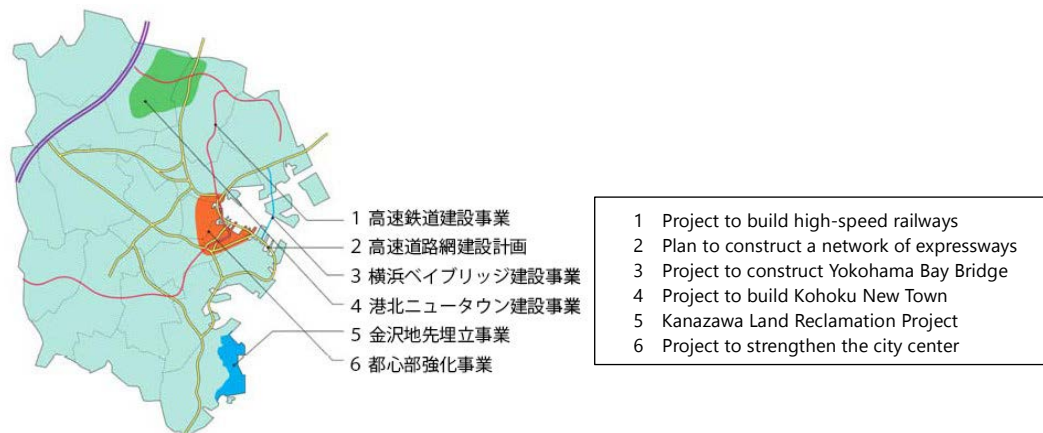 1 高速鉄道建設事業
2 高速道路網建設計画
3 横浜ベイブリッジ建設事業
4 港北ニュータウン建設事業
5 金沢地先埋立事業
6 都心部強化事業
1 Project to build high-speed railways
2 Plan to construct a network of expressways
3 Project to construct Yokohama Bay Bridge
4 Project to build Kohoku New Town
5 Kanazawa Land Reclamation Project
6 Project to strengthen the city center